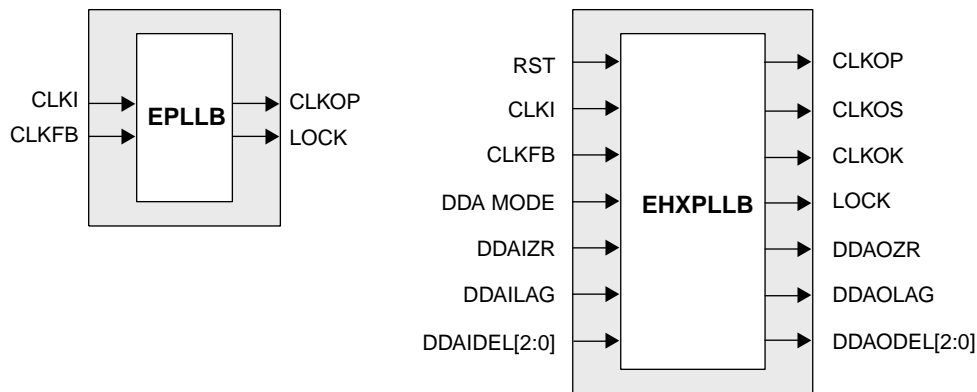 CLKI
CLKFB
EPLLB
CLKOP
LOCK
RST
CLKI
CLKFB
DDA MODE
DDAIZR
DDAILAG
DDAIDEL[2:0]
EHXPLLB
CLKOP
CLKOS
CLKOK
LOCK
DDAOZR
DDAOLAG
DDAODEL[2:0]